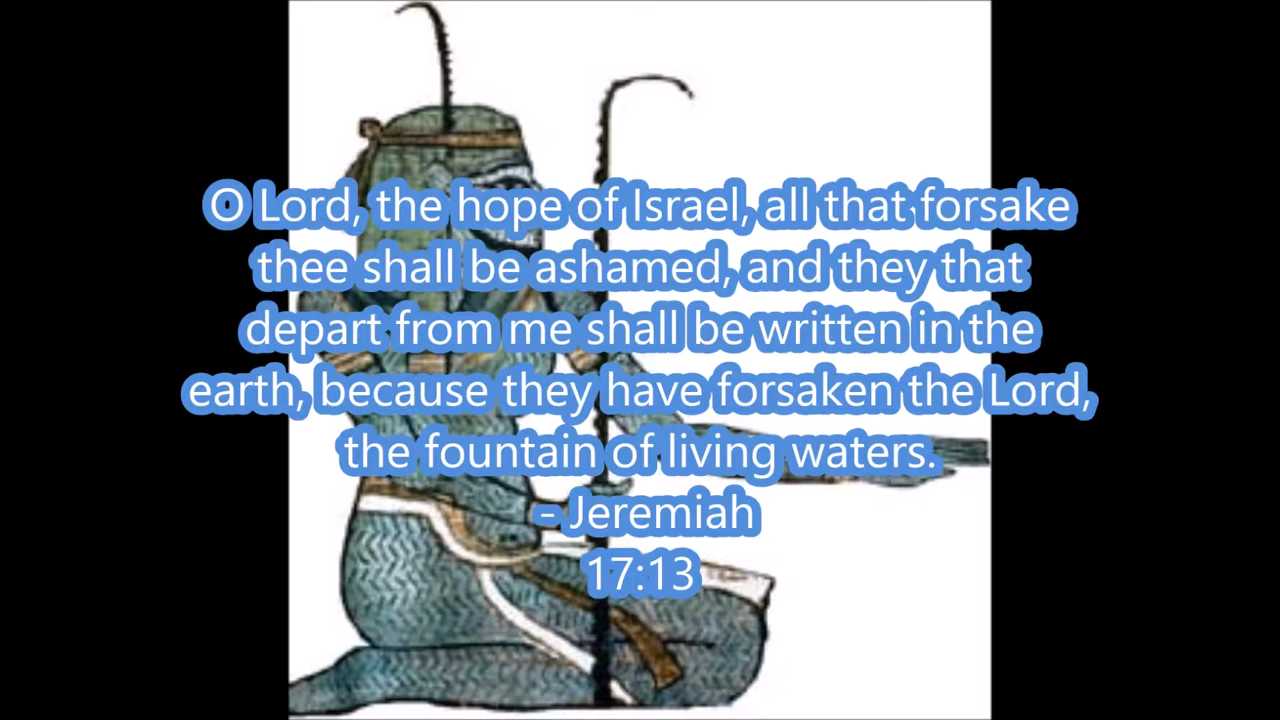 O Lord, the hope of Israel, all that forsake
thee shall be ashamed, and they that
depart from me shall be written in the
earth, because they have forsaken the Lord,
the fountain of living waters.
- Jeremiah
17:13